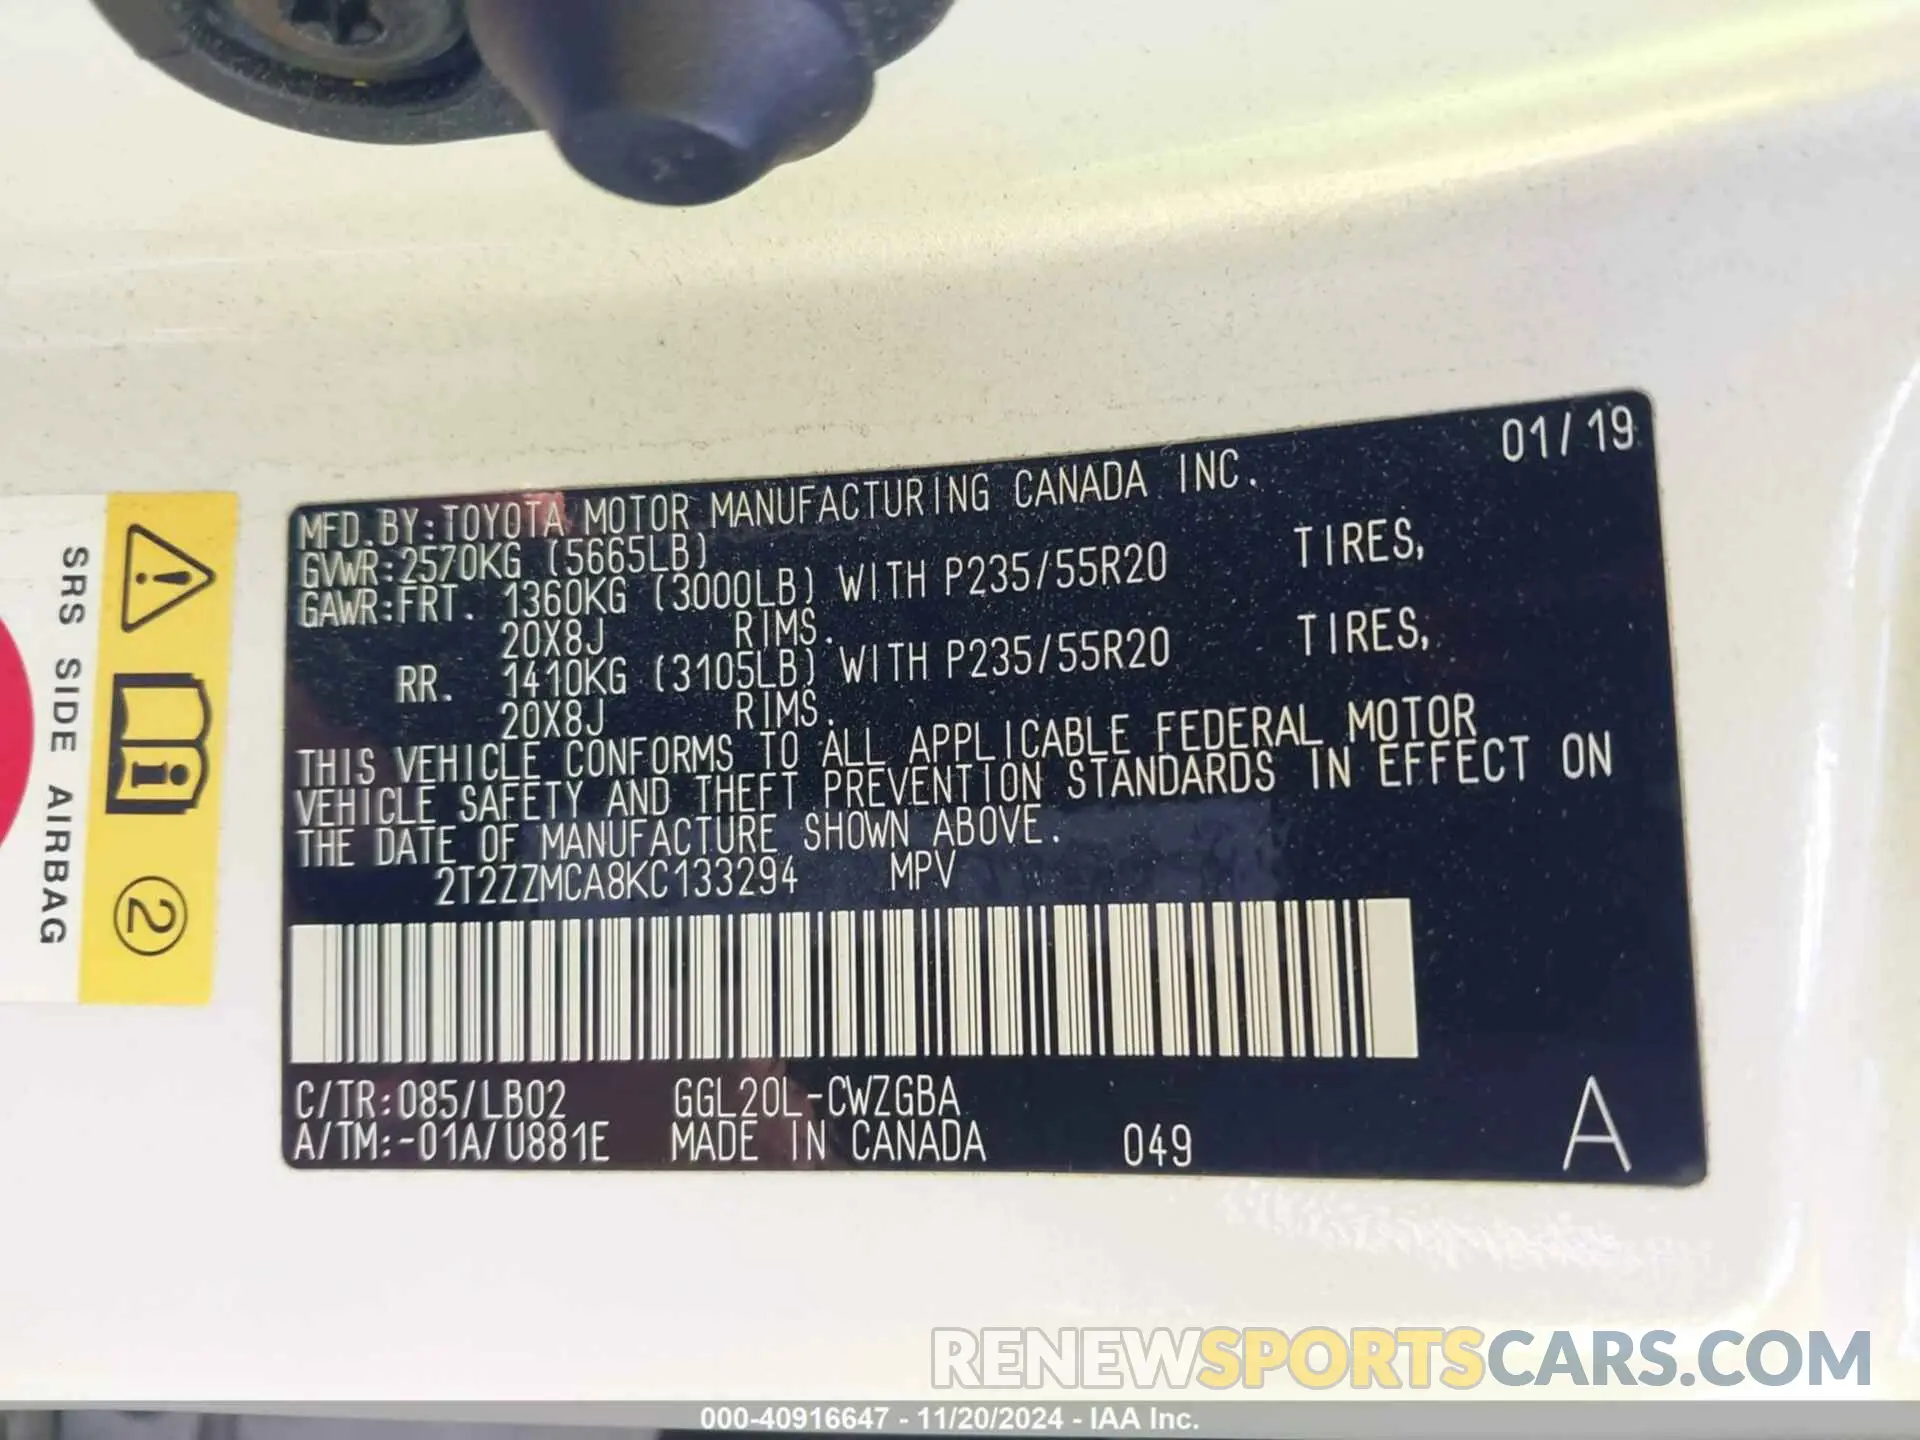 01/19
MFD.BY:TOYOTA MOTOR MANUFACTURING CANADA INC.
GVWR:2570KG (5665LB)
GAWR:FRT. 1360KG (3000LB) WITH P235/55R20 TIRES,
20X8J RIMS.
RR. 1410KG (3105LB) WITH P235/55R20 TIRES,
20X8J RIMS.
THIS VEHICLE CONFORMS TO ALL APPLICABLE FEDERAL MOTOR
VEHICLE SAFETY AND THEFT PREVENTION STANDARDS IN EFFECT ON
THE DATE OF MANUFACTURE SHOWN ABOVE.
2T2ZZMCA8KC133294 MPV
C/TR:085/LB02 GGL20L-CWZGBA
A/TM:-01A/U881E MADE IN CANADA 049 A
SRS SIDE AIRBAG
2
RENEWSPORTSCARS.COM
000-40916647 - 11/20/2024 - IAA Inc.